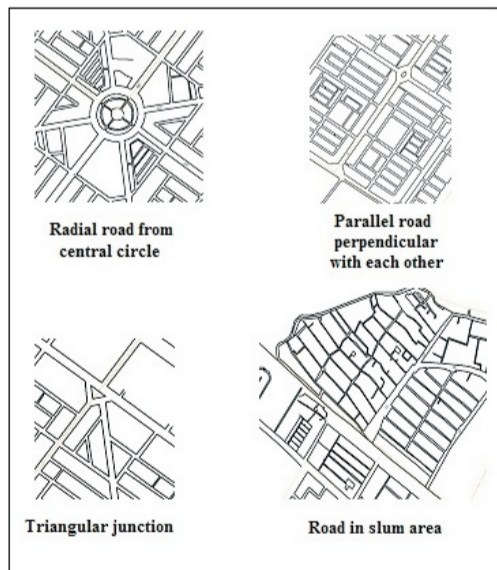 Radial road from
central circle
Parallel road
perpendicular
with each other
Triangular junction
Road in slum area